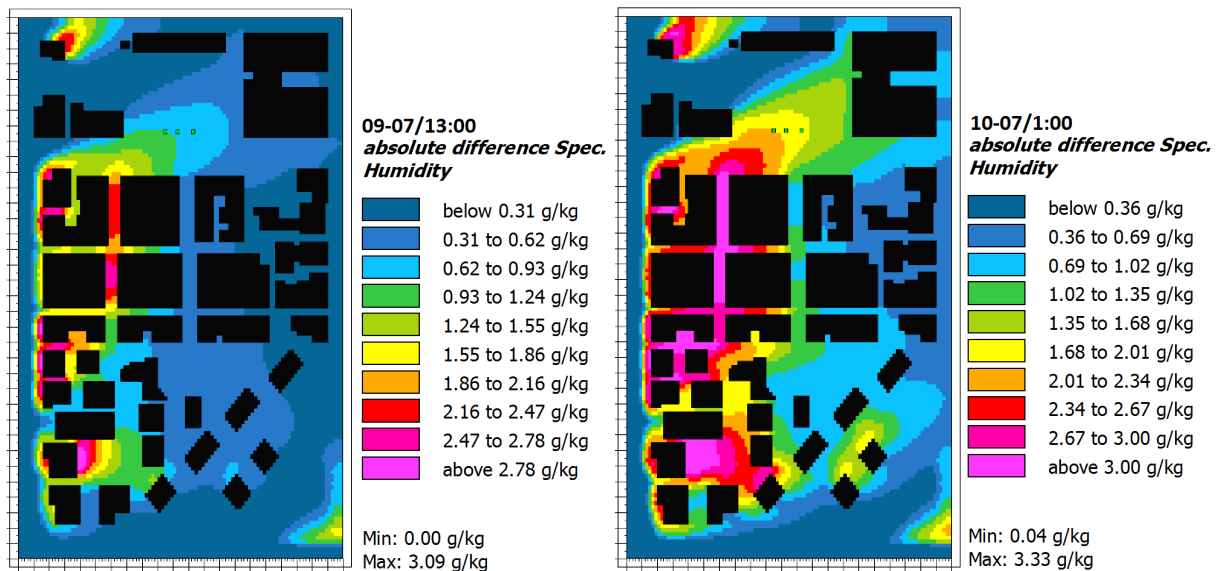 09-07/13:00
absolute difference Spec.
Humidity
below 0.31 g/kg
0.31 to 0.62 g/kg
0.62 to 0.93 g/kg
0.93 to 1.24 g/kg
1.24 to 1.55 g/kg
1.55 to 1.86 g/kg
1.86 to 2.16 g/kg
2.16 to 2.47 g/kg
2.47 to 2.78 g/kg
above 2.78 g/kg
Min: 0.00 g/kg
Max: 3.09 g/kg
10-07/1:00
absolute difference Spec.
Humidity
below 0.36 g/kg
0.36 to 0.69 g/kg
0.69 to 1.02 g/kg
1.02 to 1.35 g/kg
1.35 to 1.68 g/kg
1.68 to 2.01 g/kg
2.01 to 2.34 g/kg
2.34 to 2.67 g/kg
2.67 to 3.00 g/kg
above 3.00 g/kg
Min: 0.04 g/kg
Max: 3.33 g/kg